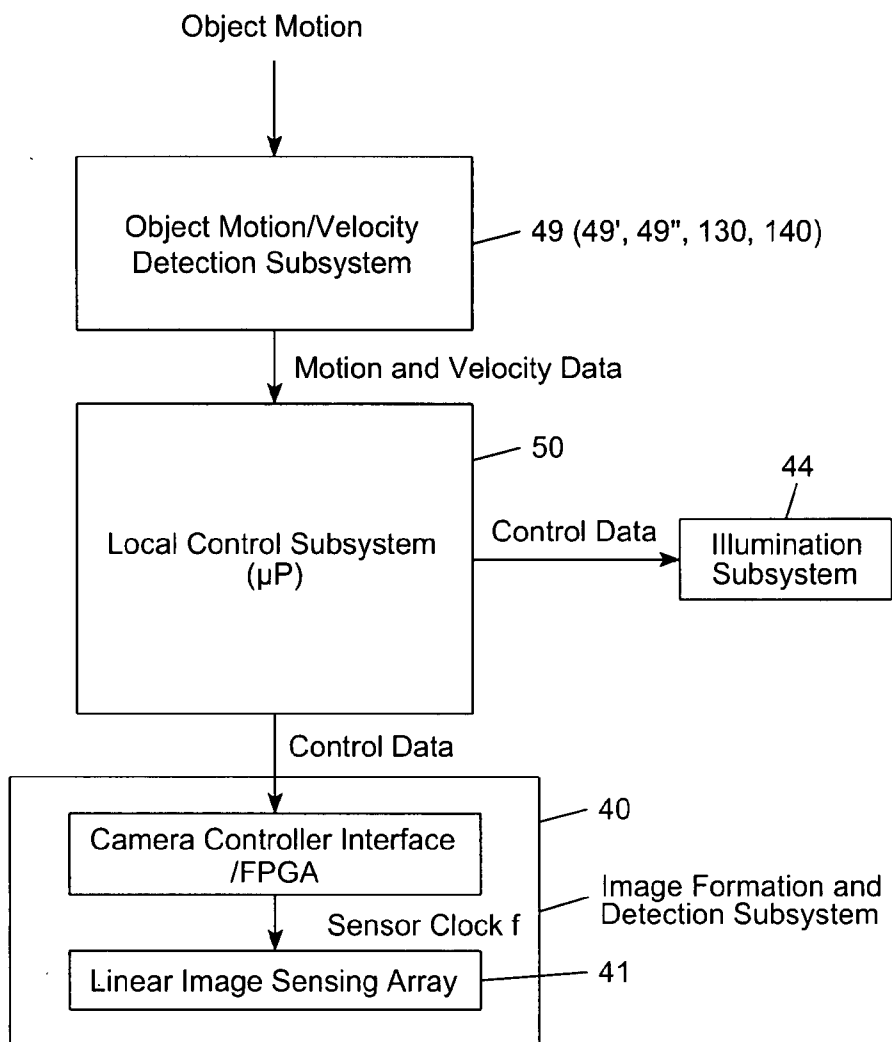 Object Motion
Object Motion/Velocity
Detection Subsystem
49 (49', 49", 130, 140)
Motion and Velocity Data
50
44
Local Control Subsystem
(µP)
Control Data
Illumination
Subsystem
Control Data
40
Camera Controller Interface
/FPGA
Image Formation and
Detection Subsystem
Sensor Clock f
Linear Image Sensing Array
41